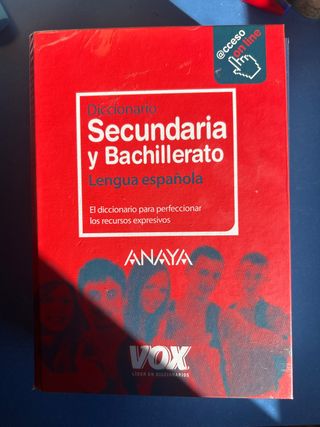 @cceso
on line
Diccionario
Secundaria
y Bachillerato
Lengua española
El diccionario para perfeccionar
los recursos expresivos
ANAYA
VOX
LÍDER EN DICCIONARIOS